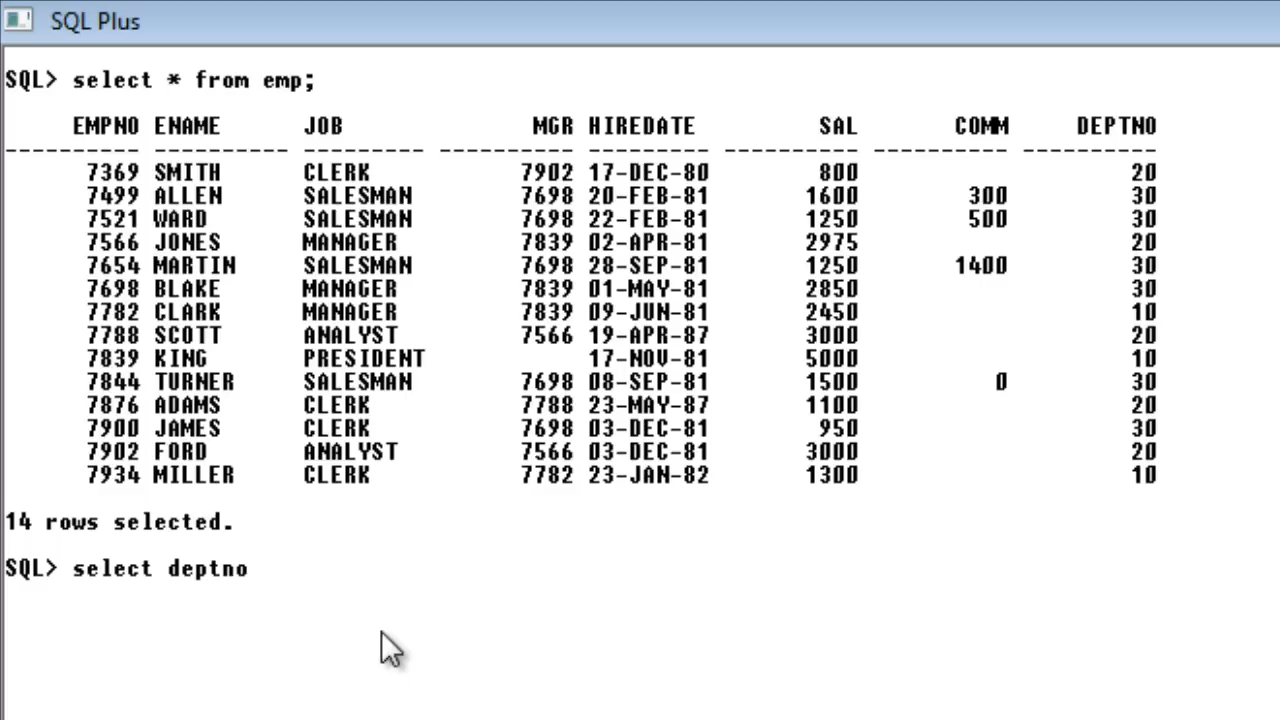 SQL Plus
SQL> select * from emp;
EMPNO ENAME JOB MGR HIREDATE SAL COMM DEPTNO
---------- ---------- --------- ---------- --------- ---------- ---------- ----------
7369 SMITH CLERK 7902 17-DEC-80 800 20
7499 ALLEN SALESMAN 7698 20-FEB-81 1600 300 30
7521 WARD SALESMAN 7698 22-FEB-81 1250 500 30
7566 JONES MANAGER 7839 02-APR-81 2975 20
7654 MARTIN SALESMAN 7698 28-SEP-81 1250 1400 30
7698 BLAKE MANAGER 7839 01-MAY-81 2850 30
7782 CLARK MANAGER 7839 09-JUN-81 2450 10
7788 SCOTT ANALYST 7566 19-APR-87 3000 20
7839 KING PRESIDENT 17-NOV-81 5000 10
7844 TURNER SALESMAN 7698 08-SEP-81 1500 0 30
7876 ADAMS CLERK 7788 23-MAY-87 1100 20
7900 JAMES CLERK 7698 03-DEC-81 950 30
7902 FORD ANALYST 7566 03-DEC-81 3000 20
7934 MILLER CLERK 7782 23-JAN-82 1300 10
14 rows selected.
SQL> select deptno